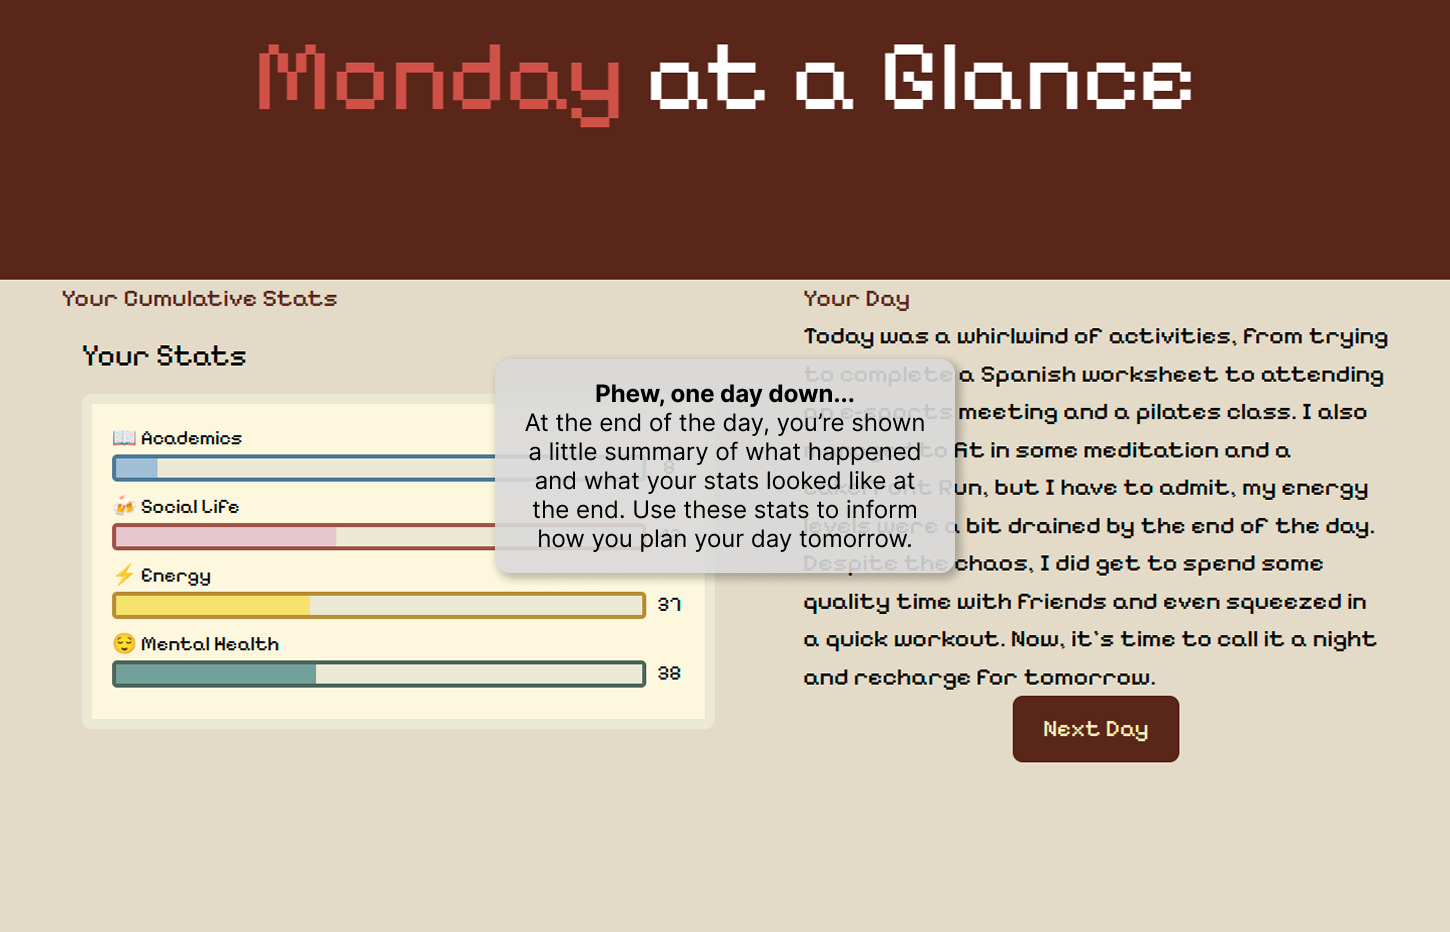 Monday at a Glance
Your Cumulative Stats
Your Stats
📖 Academics
8
🍻 Social Life
⚡ Energy
37
😌 Mental Health
38
Phew, one day down...
At the end of the day, you're shown
a little summary of what happened
and what your stats looked like at
the end. Use these stats to inform
how you plan your day tomorrow.
Your Day
Today was a whirlwind of activities, from trying
to complete a Spanish worksheet to attending
an e-sports meeting and a pilates class. I also
managed to fit in some meditation and a
Run, but I have to admit, my energy
levels were a bit drained by the end of the day.
Despite the chaos, I did get to spend some
quality time with friends and even squeezed in
a quick workout. Now, it's time to call it a night
and recharge for tomorrow.
Next Day